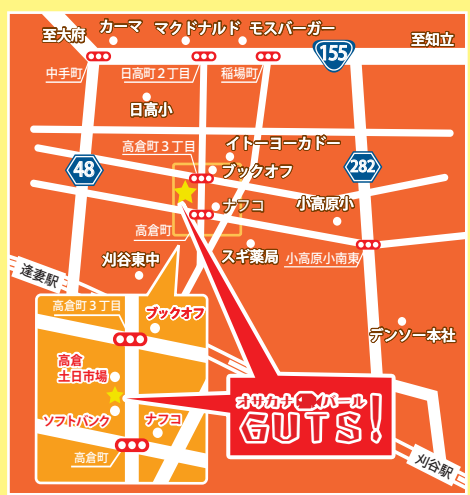 至大府
カーマ
マクドナルド
モスバーガー
155
至知立
中手町
日高町2丁目
稲場町
日高小
高倉町3丁目
イトーヨーカドー
48
ブックオフ
282
ナフコ
小高原小
高倉町
刈谷東中
スギ薬局
小高原小南東
逢妻駅
高倉町3丁目
ブックオフ
デンソー本社
高倉
土日市場
オサカナバール
GUTS!
ソフトバンク
ナフコ
高倉町
刈谷駅